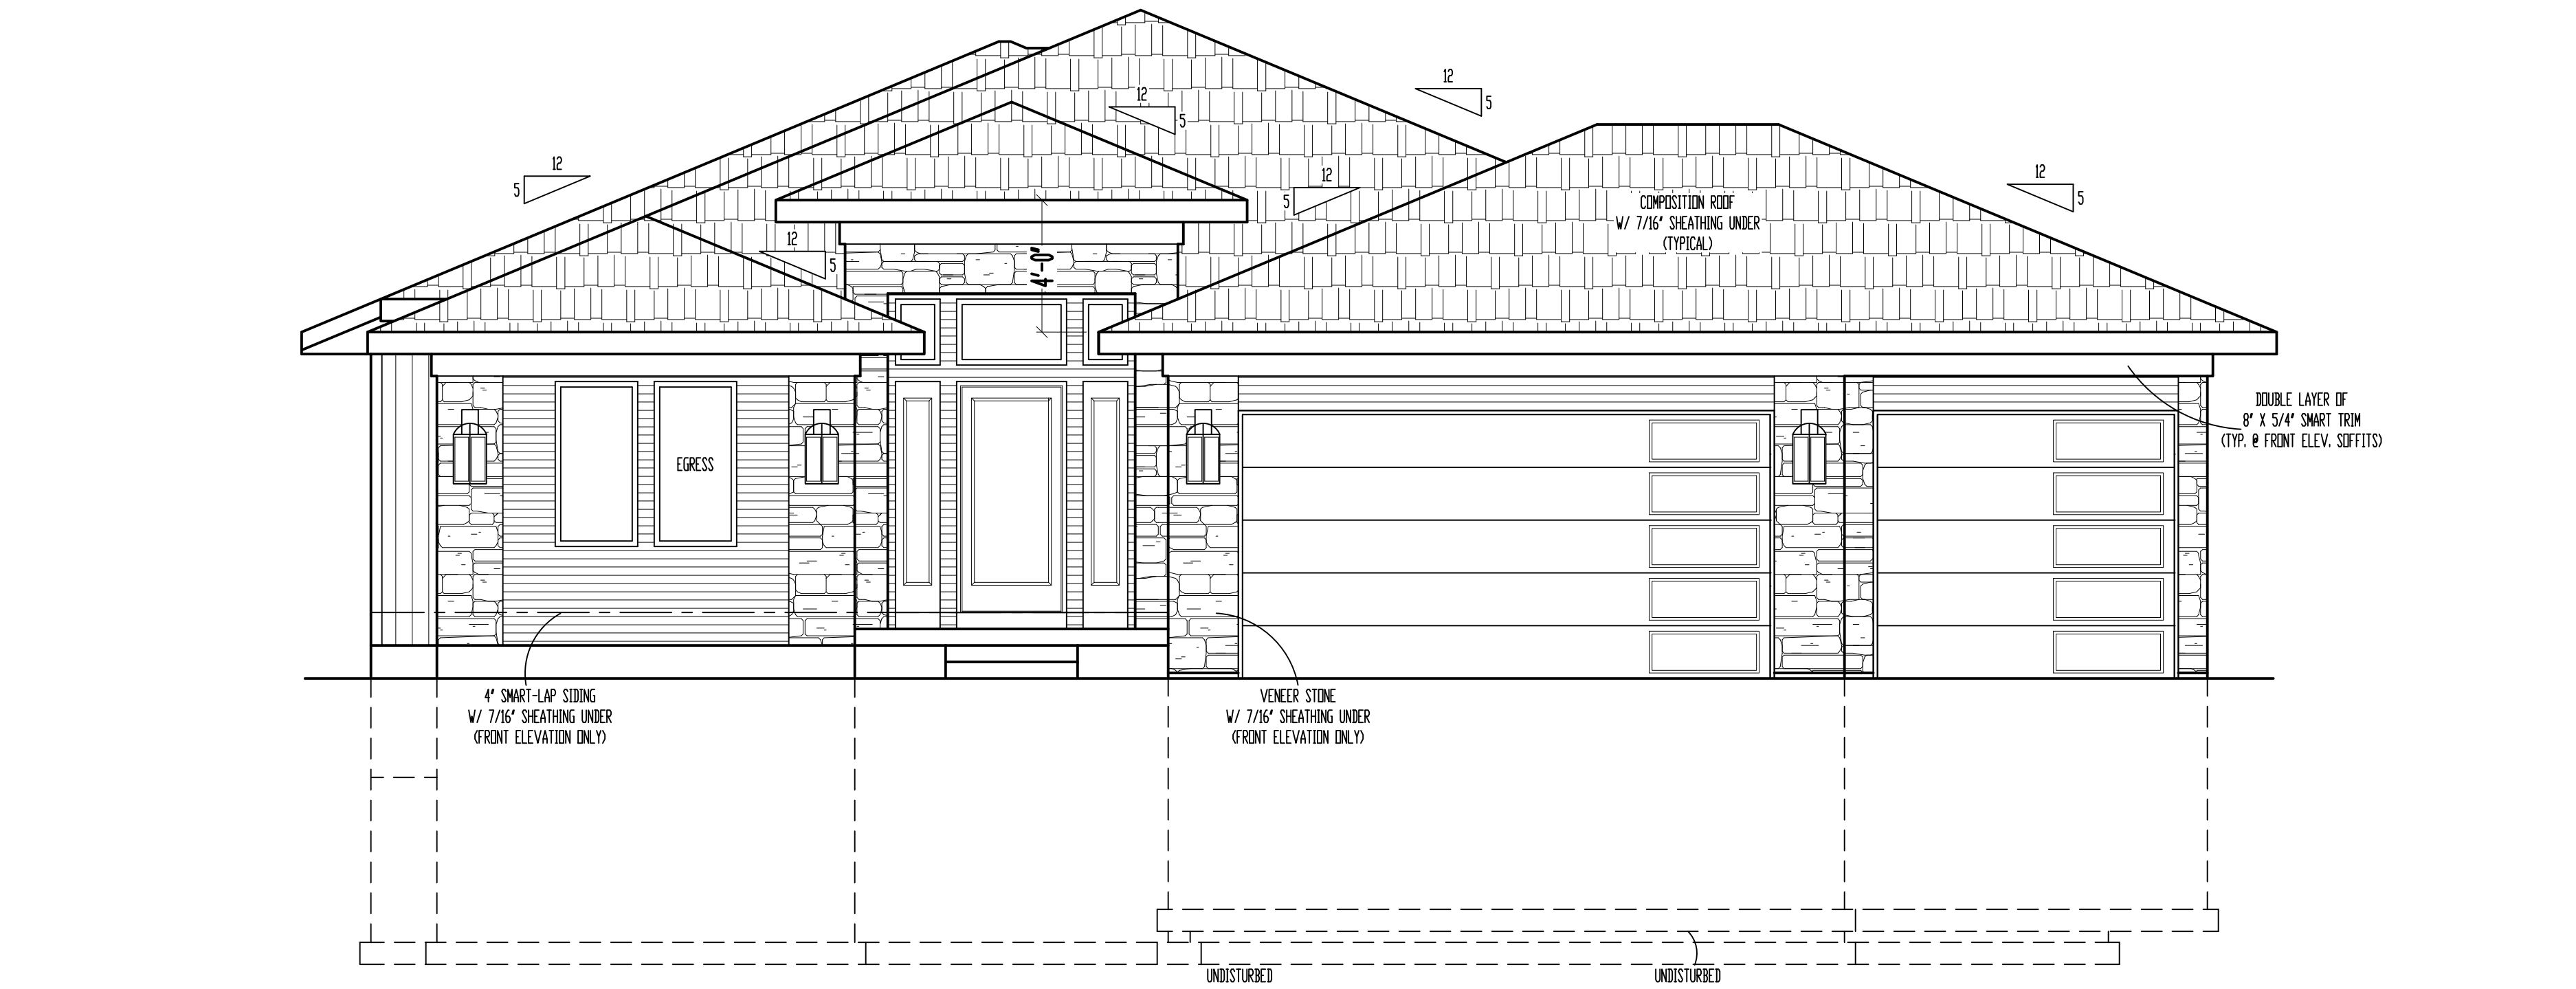 12
5
12
5
12
5
12
5
12
5
12
5
4'-0"
COMPOSITION ROOF
W/ 7/16" SHEATHING UNDER
(TYPICAL)
EGRESS
DOUBLE LAYER OF
8" X 5/4" SMART TRIM
(TYP. @ FRONT ELEV. SOFFITS)
4" SMART-LAP SIDING
W/ 7/16" SHEATHING UNDER
(FRONT ELEVATION ONLY)
VENEER STONE
W/ 7/16" SHEATHING UNDER
(FRONT ELEVATION ONLY)
UNDISTURBED
UNDISTURBED